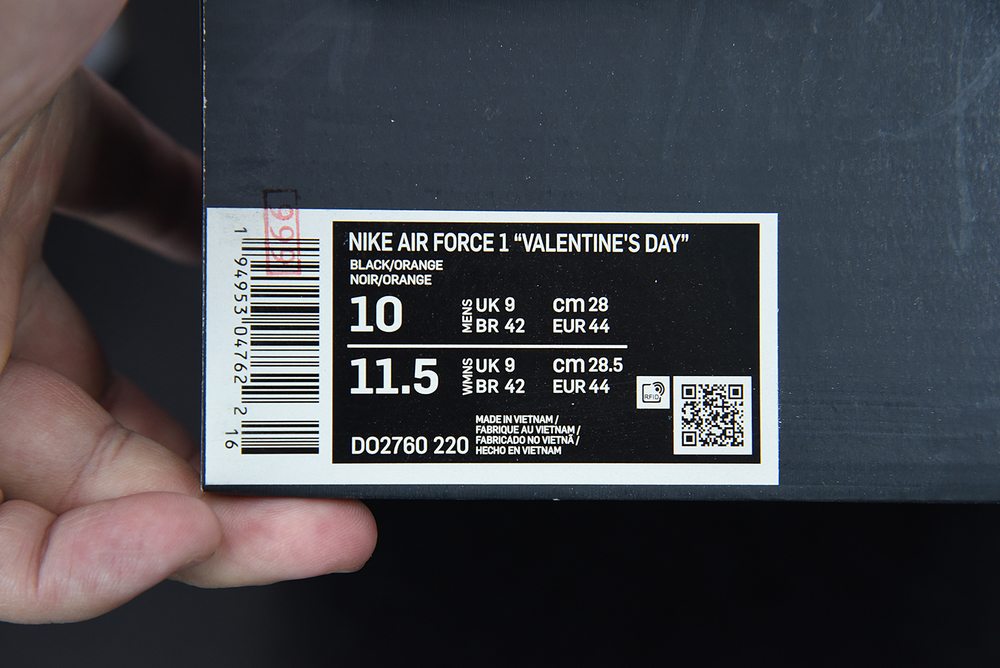 NIKE AIR FORCE 1 “VALENTINE'S DAY”
BLACK/ORANGE
NOIR/ORANGE
10
MENS
UK 9 cm 28
BR 42 EUR 44
11.5
WMNS
UK 9 cm 28.5
BR 42 EUR 44
RFID
MADE IN VIETNAM /
FABRIQUE AU VIETNAM /
FABRICADO NO VIETNÃ /
HECHO EN VIETNAM
DO2760 220
1 94953 04762 2 16